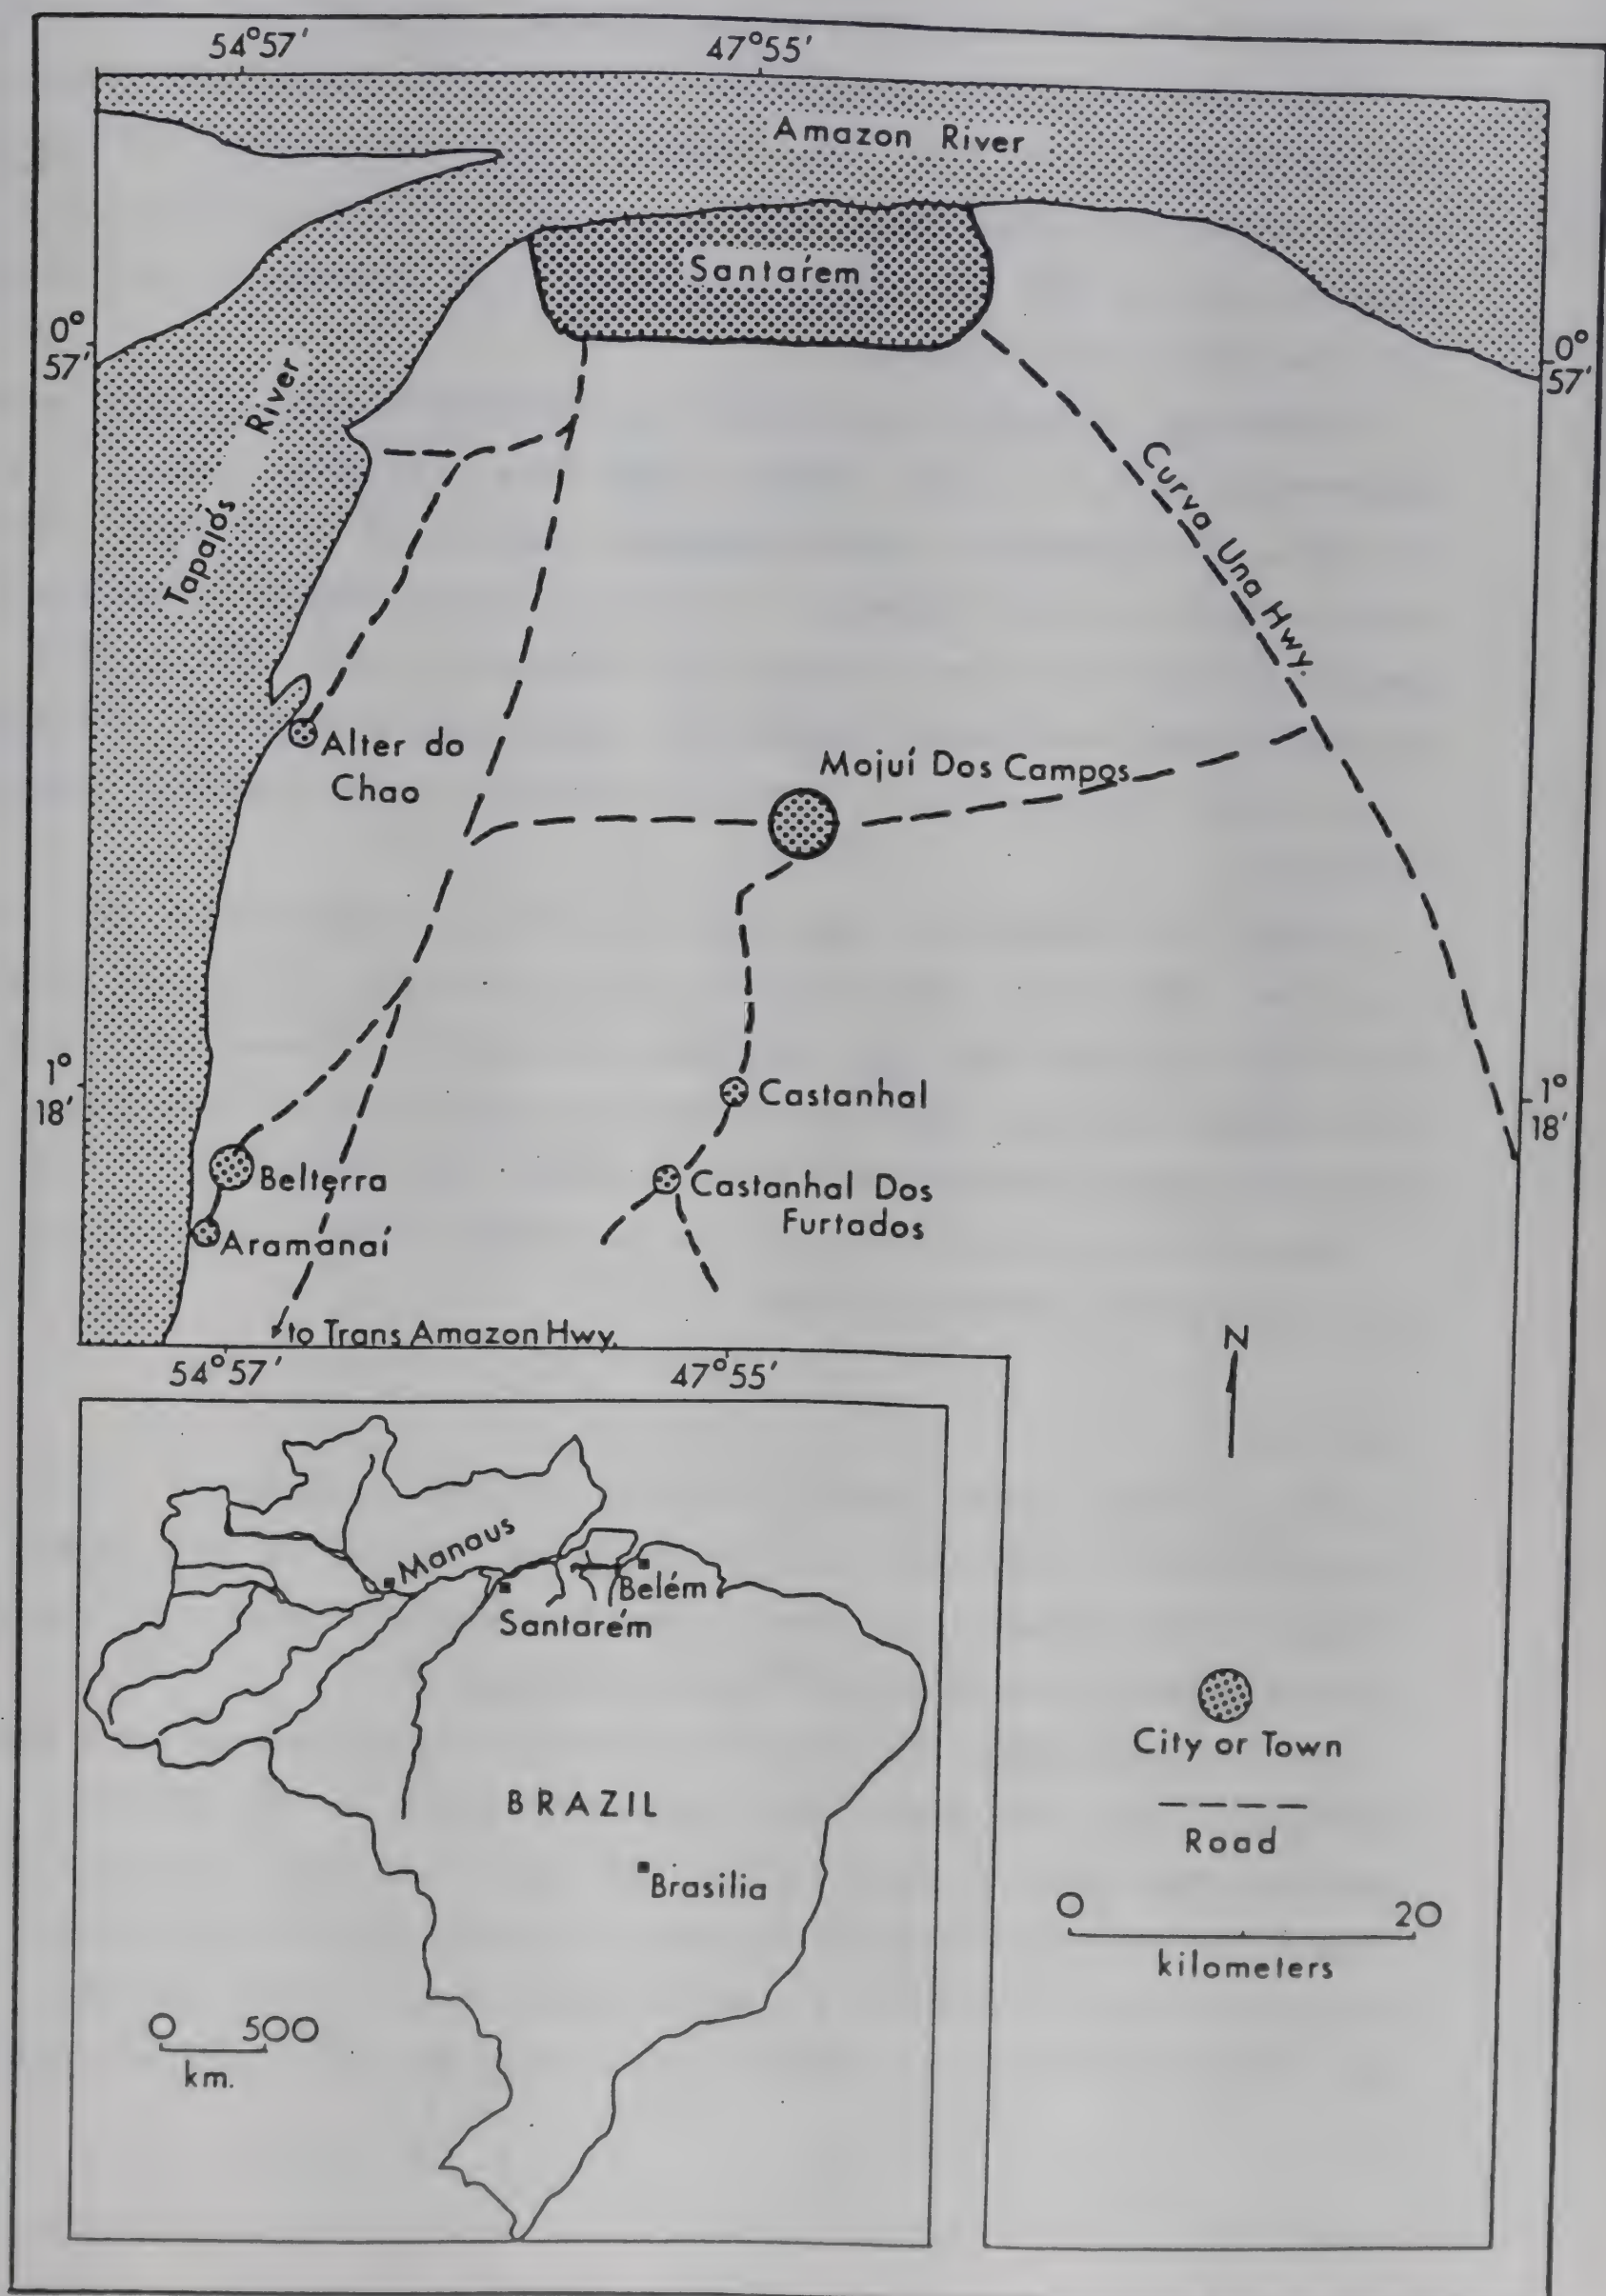 54°57'
47°55'
Amazon River
Santaŕem
0°
57'
0°
57'
Tapajós River
Curva Una Hwy.
Alter do
Chao
Mojuí Dos Campos
1°
18'
1°
18'
Castanhal
Belterra
Castanhal Dos
Furtados
Aramanaí
to Trans Amazon Hwy.
54°57'
47°55'
N
Manaus
Belém
Santarém
BRAZIL
Brasilia
0 500
km.
City or Town
Road
0 20
kilometers